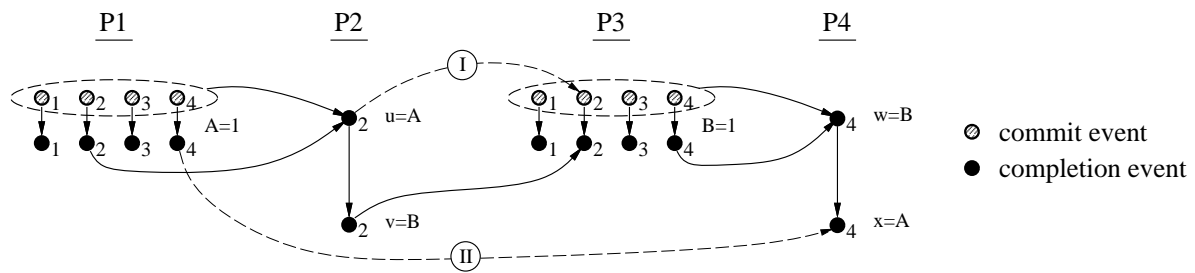 P1 P2 P3 P4
I
1 2 3 4 1 2 3 4
A=1 2 u=A B=1 4 w=B
commit event
1 2 3 4 1 2 3 4
completion event
2 v=B 4 x=A
II